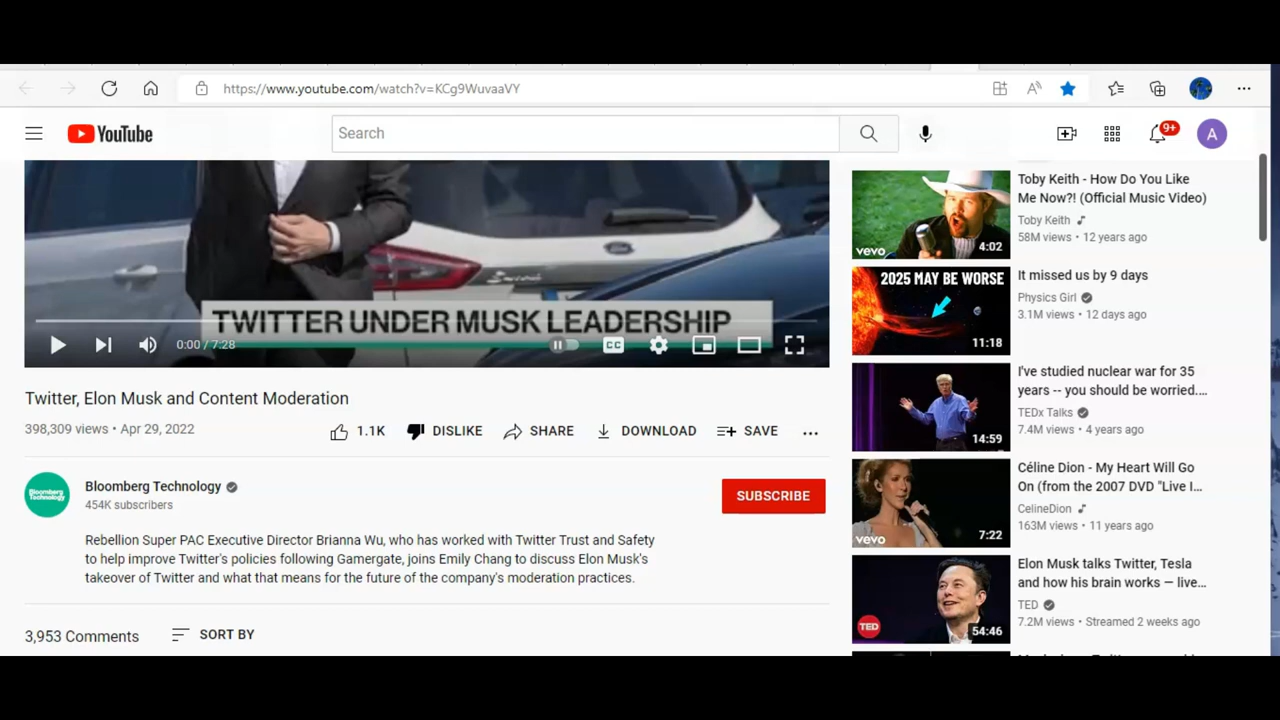 https://www.youtube.com/watch?v=KCg9WuvaaVY
YouTube
Search
9+
A
TWITTER UNDER MUSK LEADERSHIP
0:00 / 7:28
CC
Twitter, Elon Musk and Content Moderation
398,309 views • Apr 29, 2022
1.1K
DISLIKE
SHARE
DOWNLOAD
SAVE
Bloomberg Technology
Bloomberg Technology
454K subscribers
SUBSCRIBE
Rebellion Super PAC Executive Director Brianna Wu, who has worked with Twitter Trust and Safety
to help improve Twitter's policies following Gamergate, joins Emily Chang to discuss Elon Musk's
takeover of Twitter and what that means for the future of the company's moderation practices.
3,953 Comments
SORT BY
vevo
4:02
Toby Keith - How Do You Like
Me Now?! (Official Music Video)
Toby Keith
58M views • 12 years ago
2025 MAY BE WORSE
11:18
It missed us by 9 days
Physics Girl
3.1M views • 12 days ago
14:59
I've studied nuclear war for 35
years -- you should be worried....
TEDx Talks
7.4M views • 4 years ago
vevo
7:22
Céline Dion - My Heart Will Go
On (from the 2007 DVD "Live I...
CelineDion
163M views • 11 years ago
TED
54:46
Elon Musk talks Twitter, Tesla
and how his brain works — live...
TED
7.2M views • Streamed 2 weeks ago